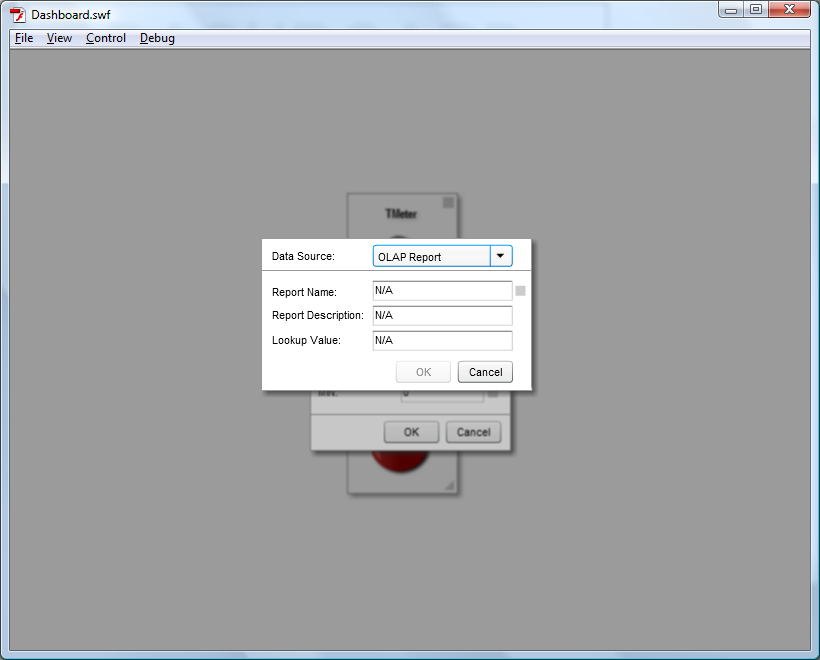 Dashboard.swf
File View Control Debug
TMeter
Data Source: OLAP Report
Report Name: N/A
Report Description: N/A
Lookup Value: N/A
OK Cancel
OK Cancel